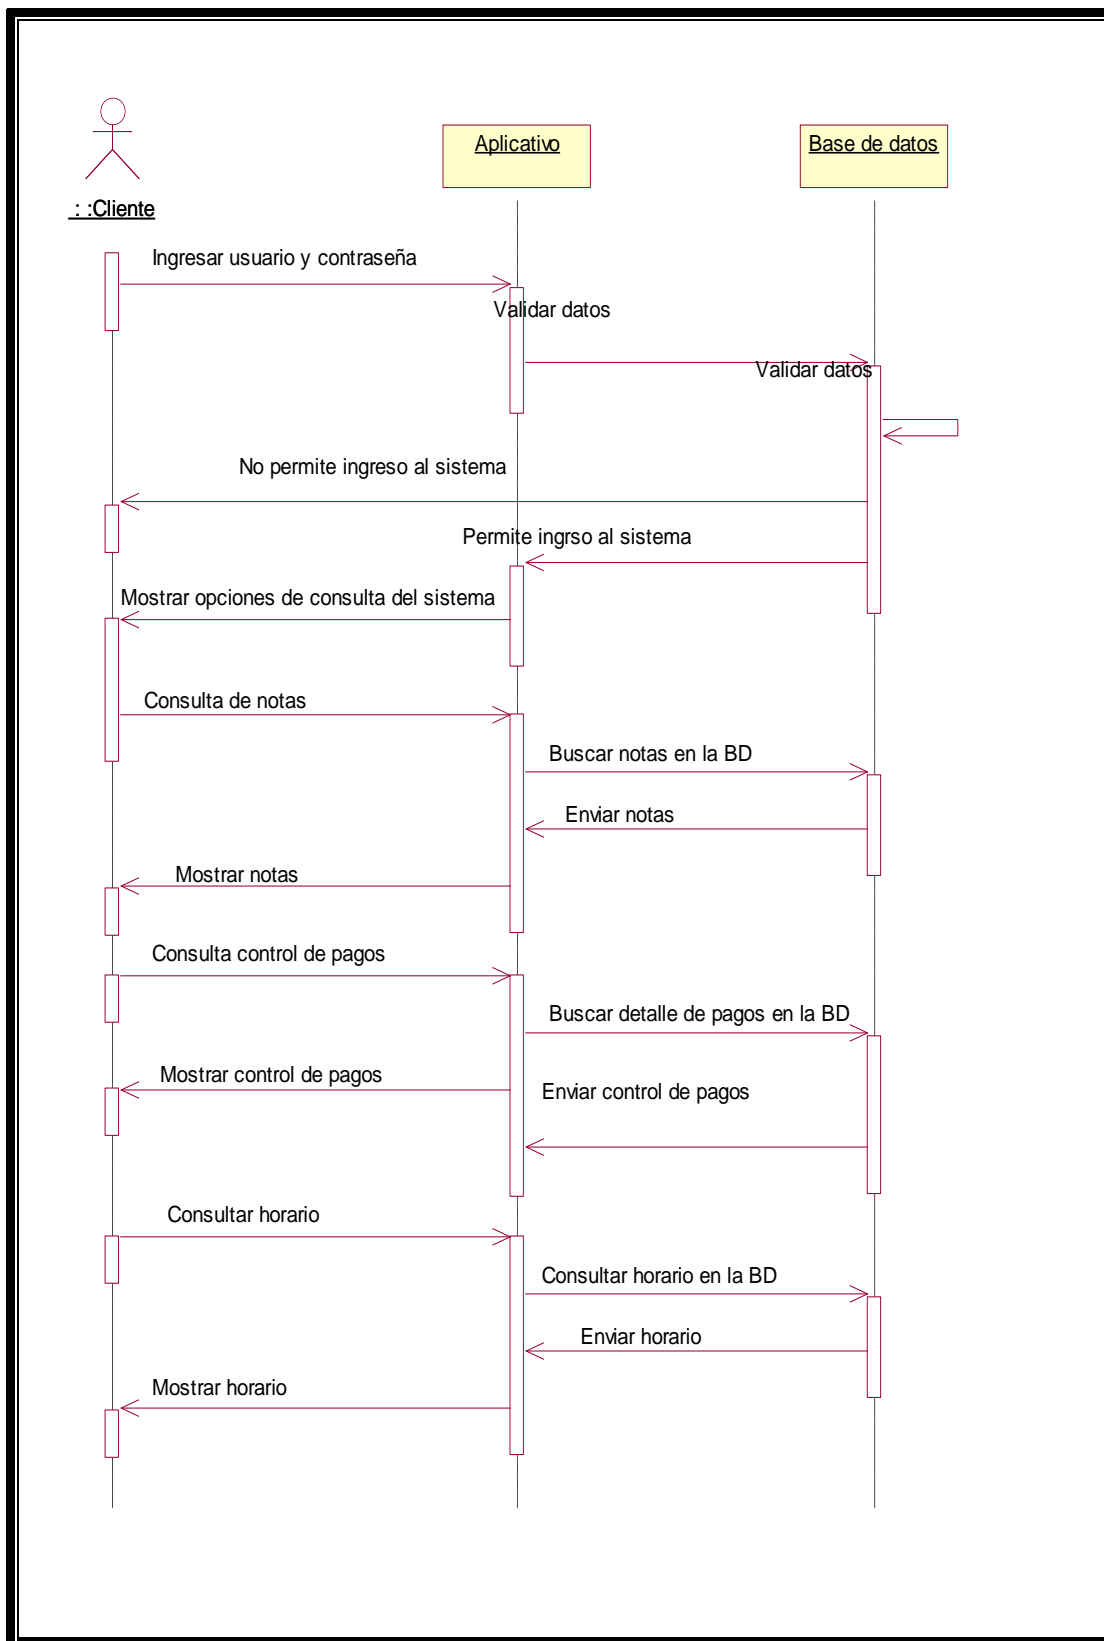 Aplicativo
Base de datos
: :Cliente
Ingresar usuario y contraseña
Validar datos
Validar datos
No permite ingreso al sistema
Permite ingrso al sistema
Mostrar opciones de consulta del sistema
Consulta de notas
Buscar notas en la BD
Enviar notas
Mostrar notas
Consulta control de pagos
Buscar detalle de pagos en la BD
Mostrar control de pagos
Enviar control de pagos
Consultar horario
Consultar horario en la BD
Enviar horario
Mostrar horario